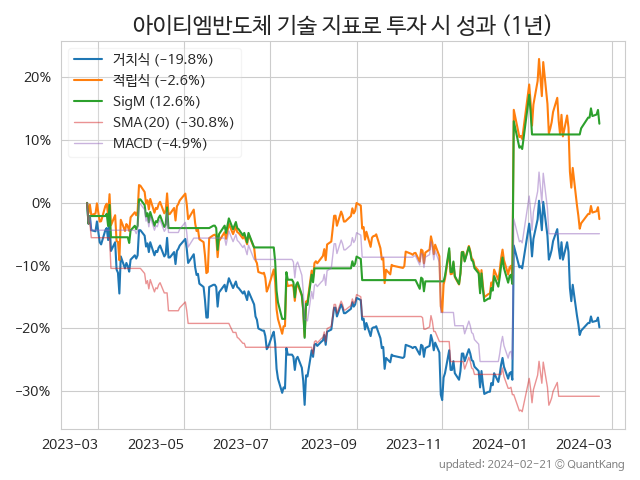 아이티엠반도체 기술 지표로 투자 시 성과 (1년)
거치식 (−19.8%)
적립식 (−2.6%)
SigM (12.6%)
SMA(20) (−30.8%)
MACD (−4.9%)
20%
10%
0%
−10%
−20%
−30%
2023-03 2023-05 2023-07 2023-09 2023-11 2024-01 2024-03
updated: 2024-02-21 © QuantKang